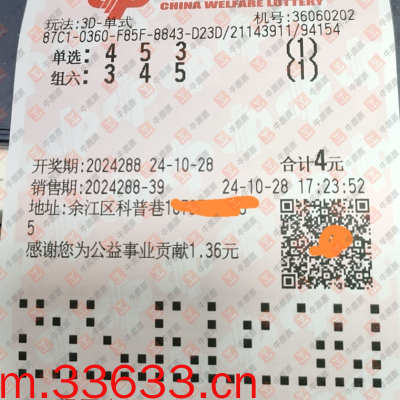 CHINA WELFARE LOTTERY
玩法:3D-单式 机号:36060202
87C1-0360-F85F-8843-D23D/21143911/94154
单选: 4 5 3 (1)
组六: 3 4 5 (1)
开奖期:2024288 24-10-28 合计4元
销售期:2024288-39 24-10-28 17:23:52
地址:余江区科普巷
5
感谢您为公益事业贡献1.36元
m.33633.cn